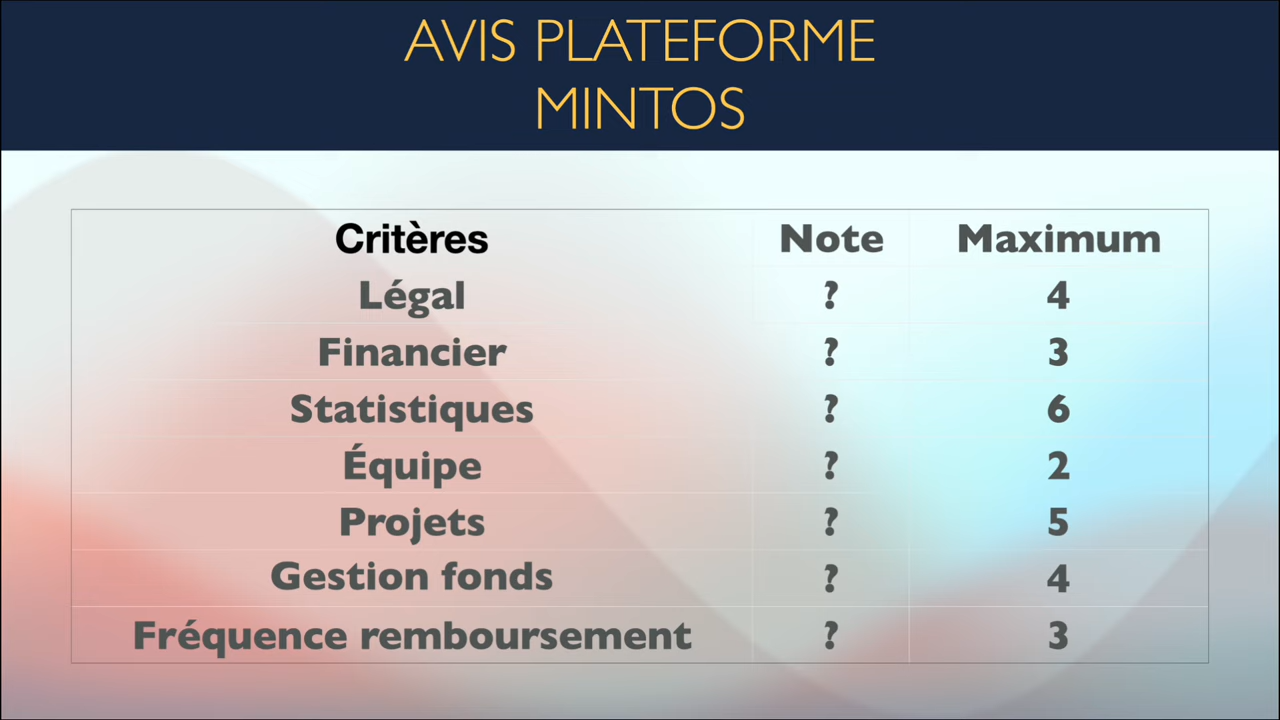 AVIS PLATEFORME
MINTOS
Critères Note Maximum
Légal ? 4
Financier ? 3
Statistiques ? 6
Équipe ? 2
Projets ? 5
Gestion fonds ? 4
Fréquence remboursement ? 3